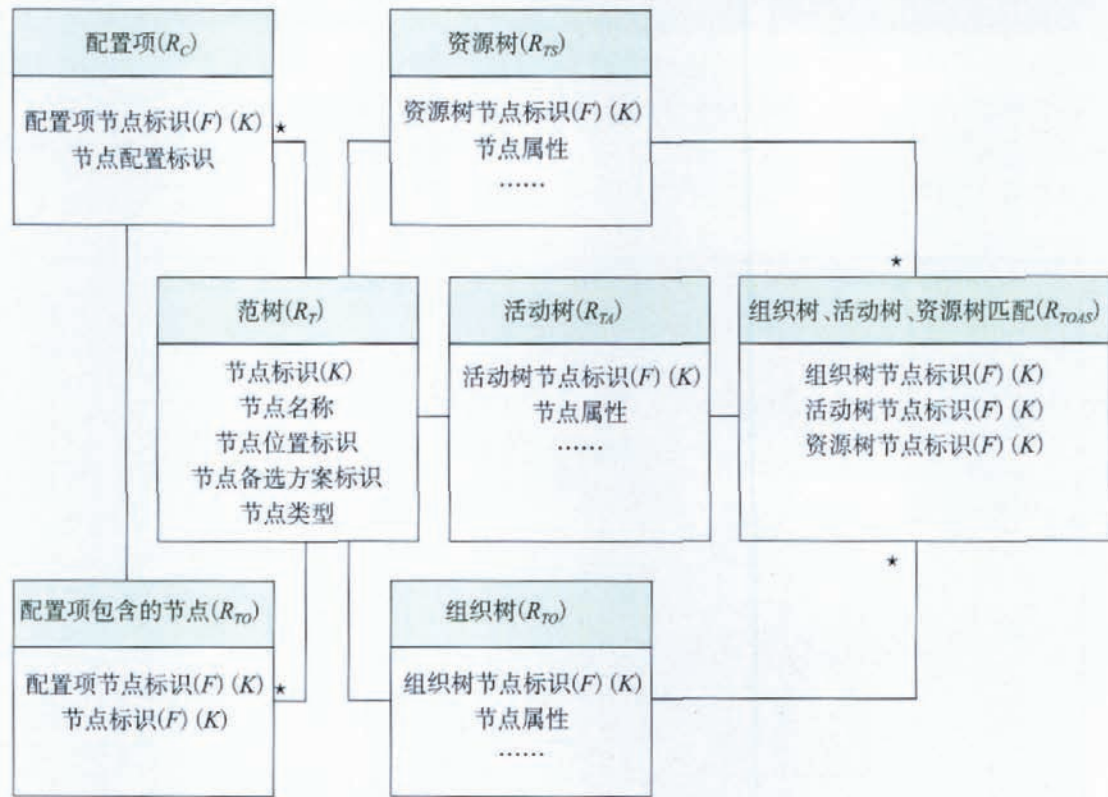 配置项(R_C)
配置项节点标识(F) (K) *
节点配置标识
资源树(R_TS)
资源树节点标识(F) (K)
节点属性
……
*
范树(R_T)
节点标识(K)
节点名称
节点位置标识
节点备选方案标识
节点类型
活动树(R_TA)
活动树节点标识(F) (K)
节点属性
……
组织树、活动树、资源树匹配(R_TOAS)
组织树节点标识(F) (K)
活动树节点标识(F) (K)
资源树节点标识(F) (K)
*
配置项包含的节点(R_TO)
配置项节点标识(F) (K) *
节点标识(F) (K)
组织树(R_TO)
组织树节点标识(F) (K)
节点属性
……